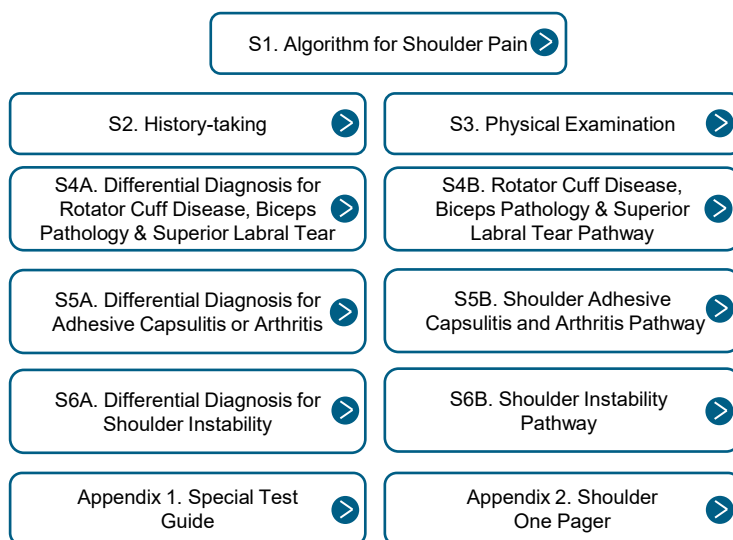 S1. Algorithm for Shoulder Pain
S2. History-taking
S3. Physical Examination
S4A. Differential Diagnosis for
Rotator Cuff Disease, Biceps
Pathology & Superior Labral Tear
S4B. Rotator Cuff Disease,
Biceps Pathology & Superior
Labral Tear Pathway
S5A. Differential Diagnosis for
Adhesive Capsulitis or Arthritis
S5B. Shoulder Adhesive
Capsulitis and Arthritis Pathway
S6A. Differential Diagnosis for
Shoulder Instability
S6B. Shoulder Instability
Pathway
Appendix 1. Special Test
Guide
Appendix 2. Shoulder
One Pager